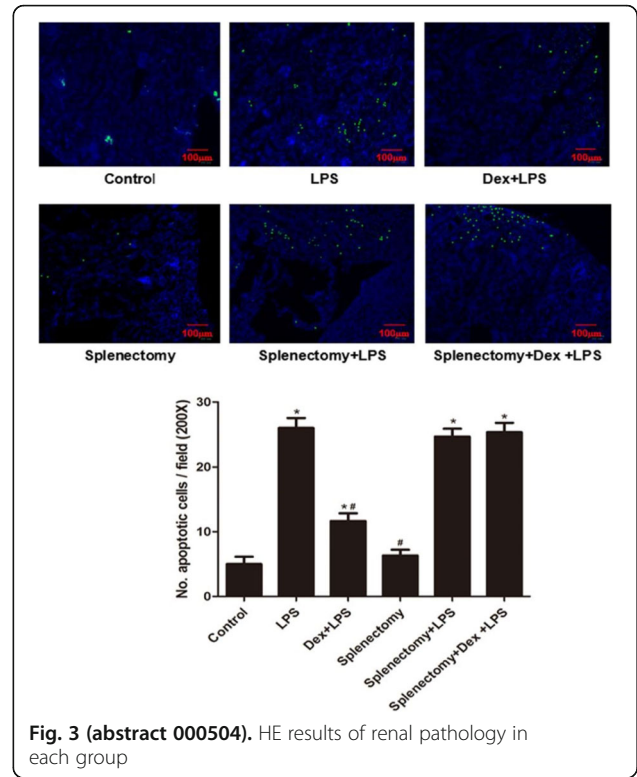 100μm
100μm
100μm
Control
LPS
Dex+LPS
100μm
100μm
100μm
Splenectomy
Splenectomy+LPS
Splenectomy+Dex +LPS
No. apoptotic cells / field (200X)
30
20
10
0
*
* #
#
*
*
Control
LPS
Dex+LPS
Splenectomy
Splenectomy+LPS
Splenectomy+Dex +LPS
Fig. 3 (abstract 000504). HE results of renal pathology in
each group